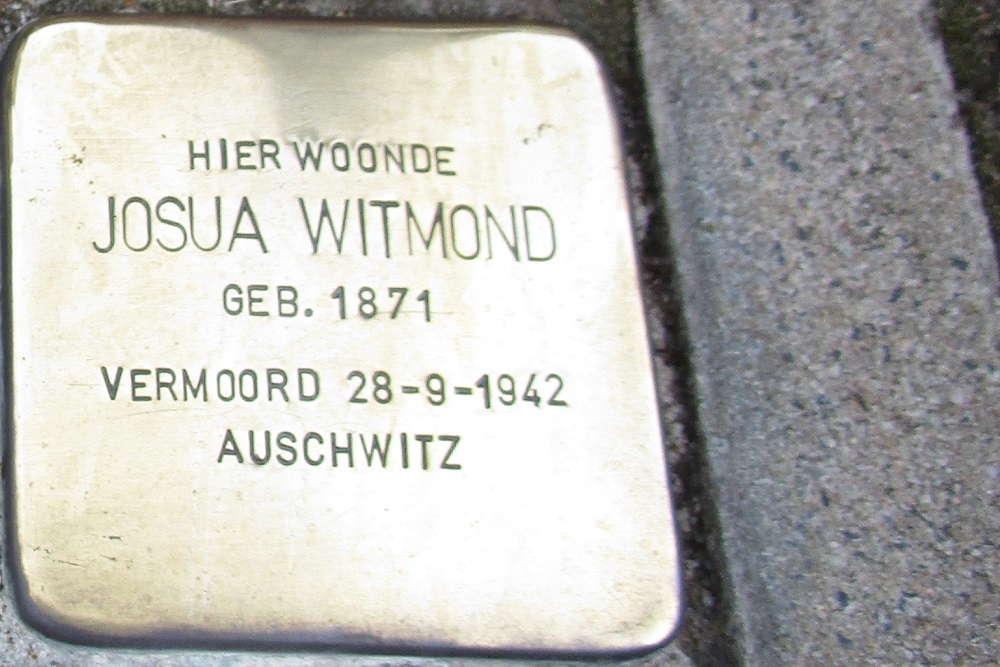 HIER WOONDE
JOSUA WITMOND
GEB. 1871
VERMOORD 28-9-1942
AUSCHWITZ